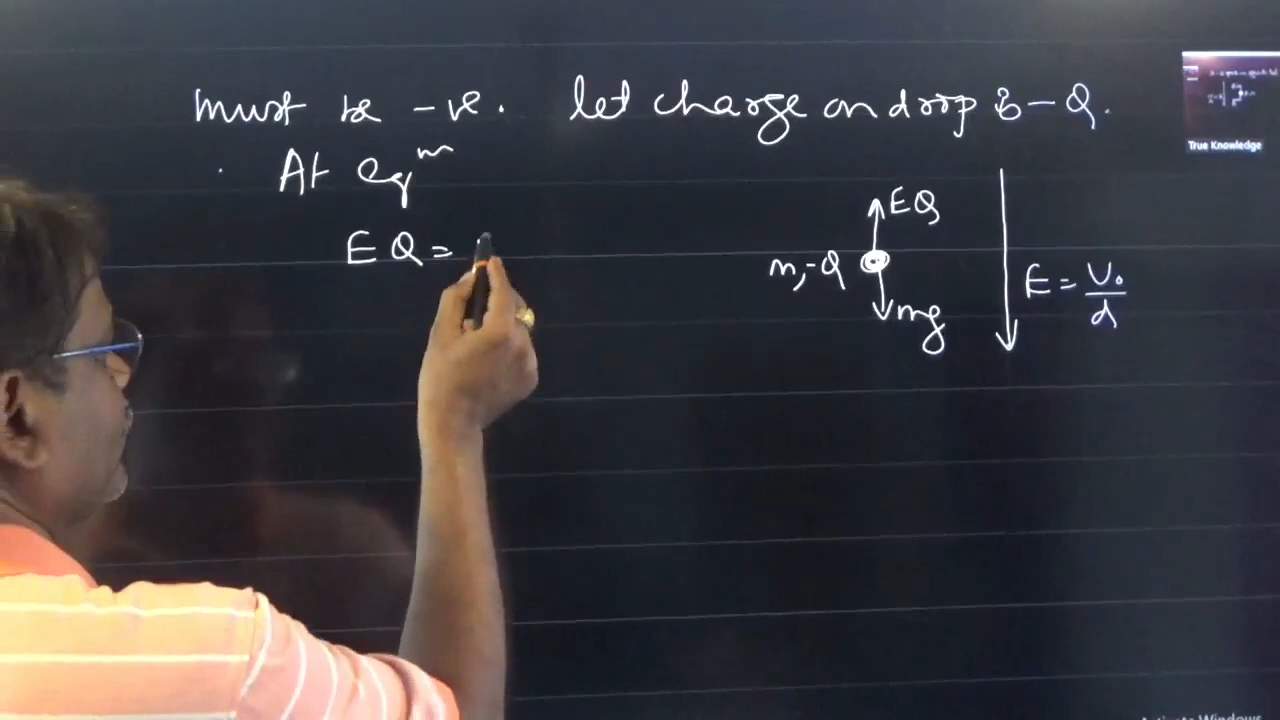 must be -ve. let charge on drop is -Q.
At eqm
EQ =
EQ
m, -Q
mg
E = V₀/d
True Knowledge